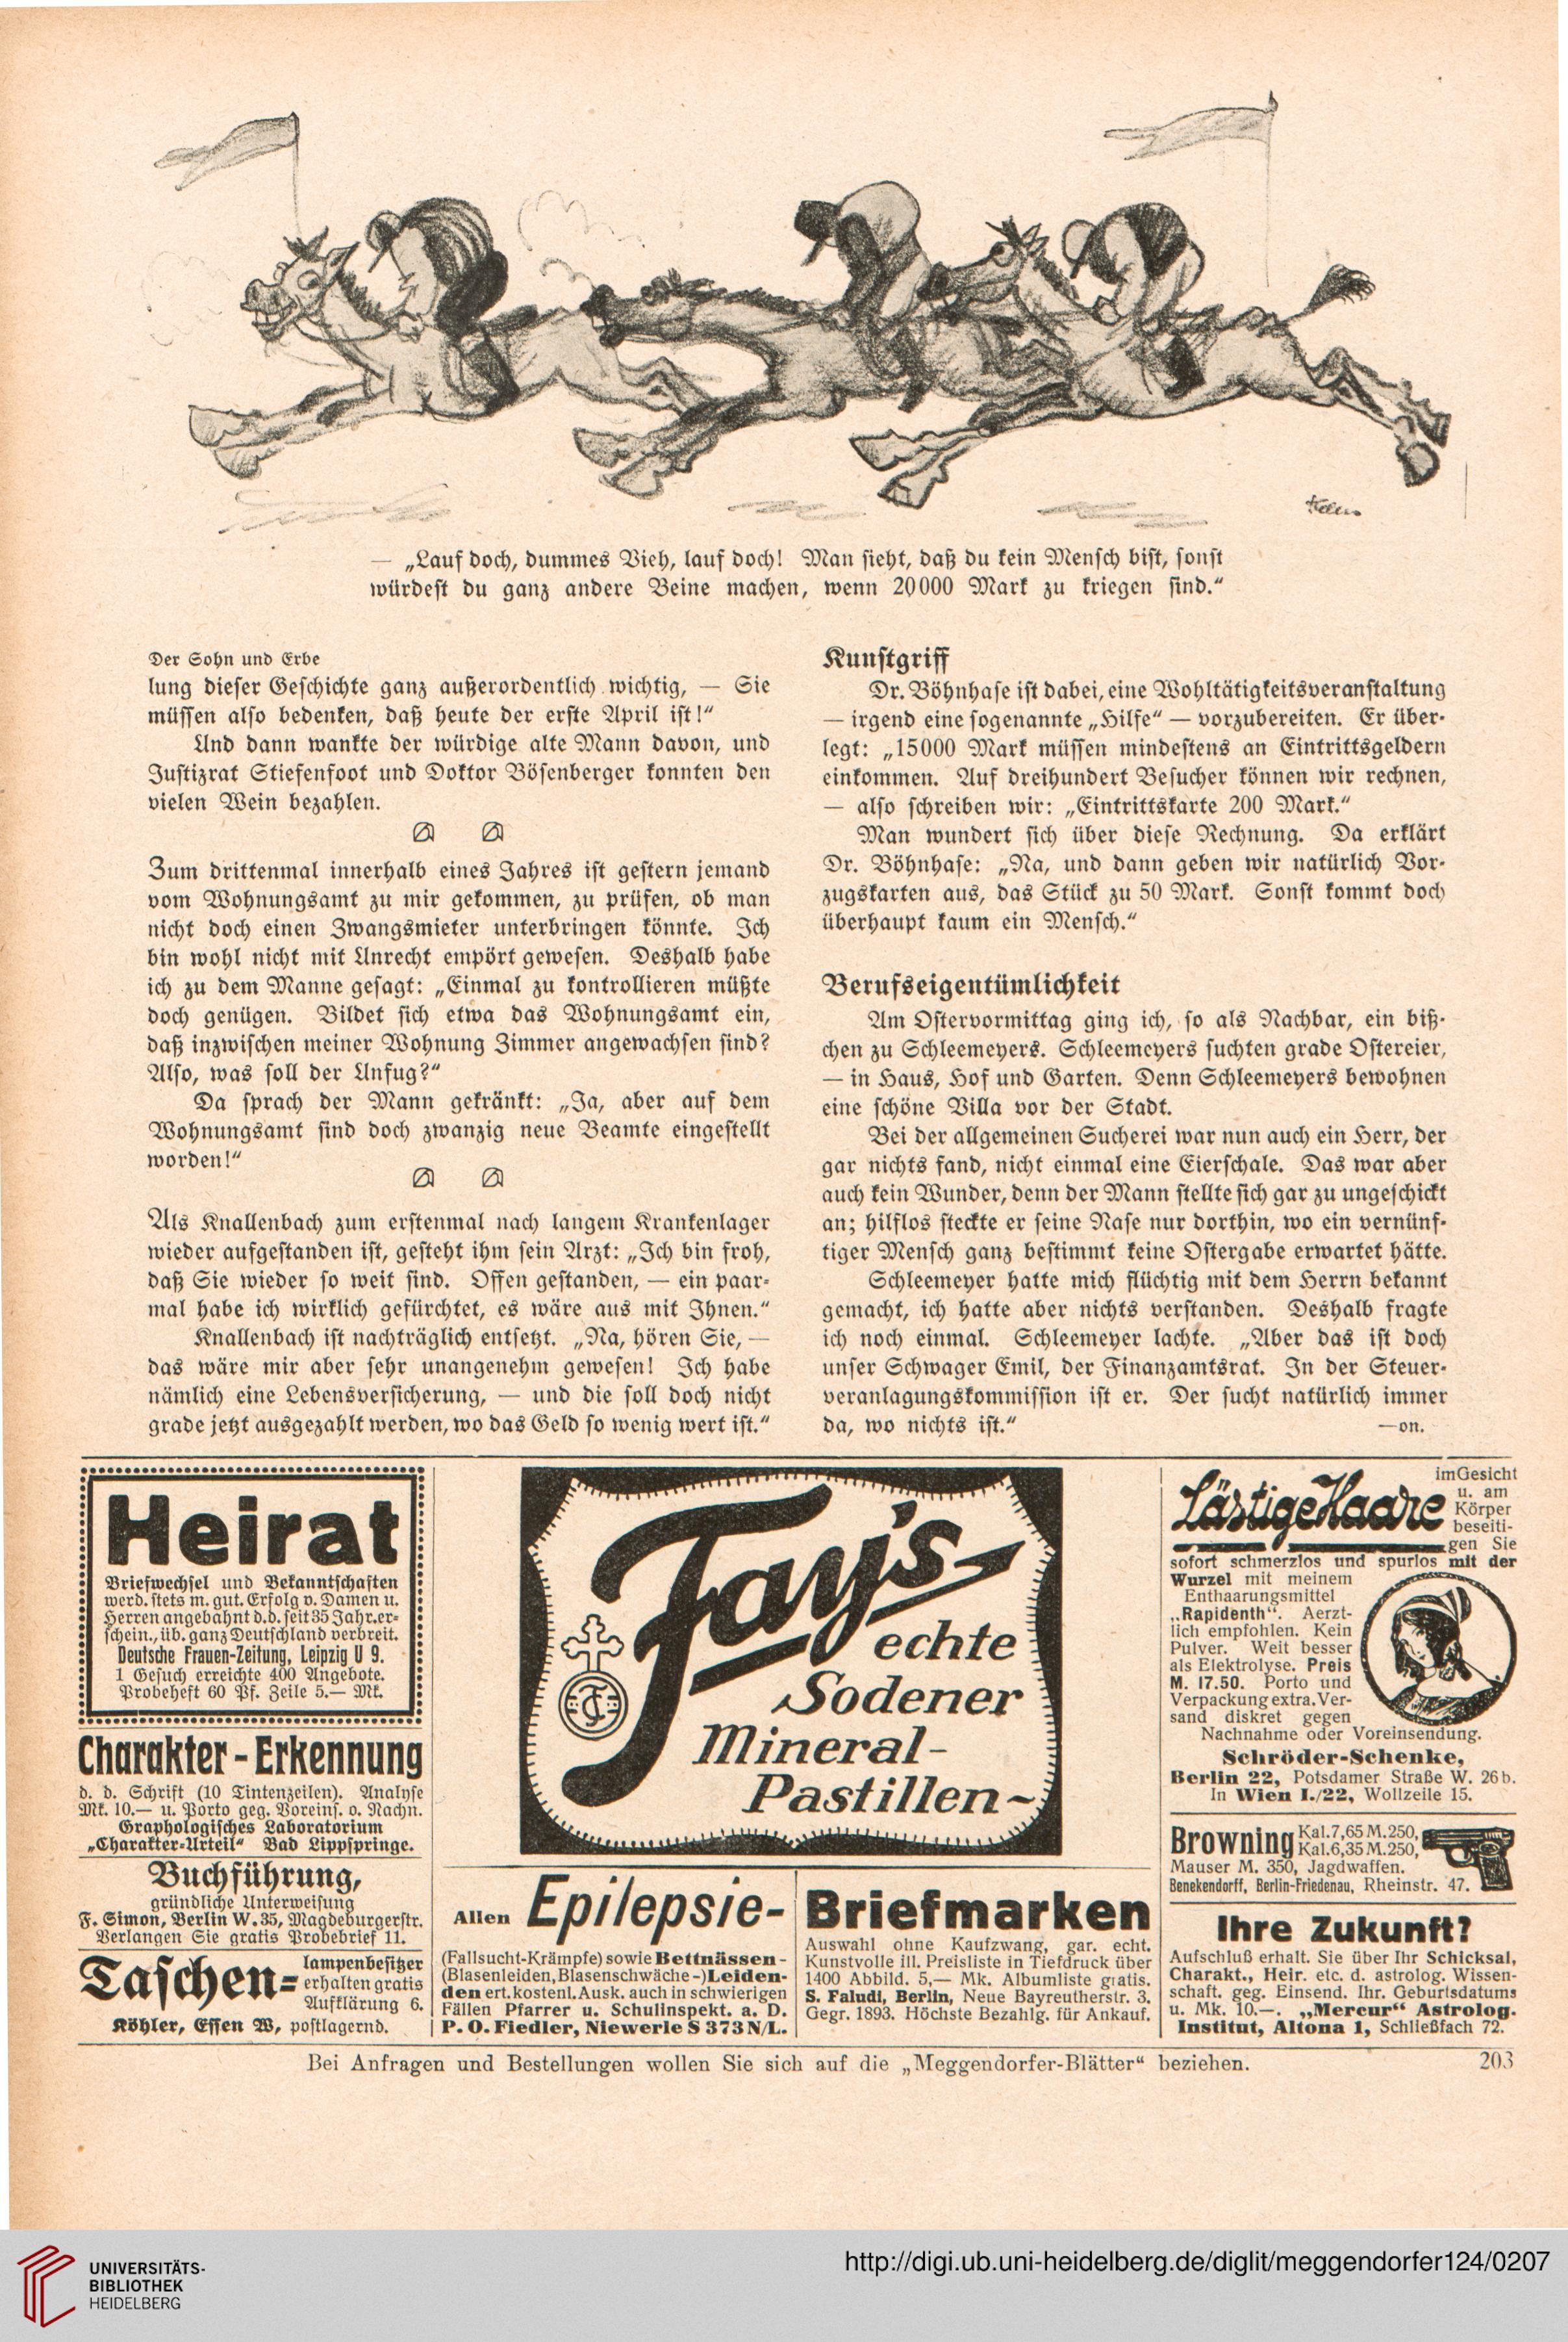 — „Lauf doch, dummes Vieh, lauf doch! Man sieht, daß du kein Mensch bist, sonst
würdest du ganz andere Beine machen, wenn 20000 Mark zu kriegen sind.“
Der Sohn und Erbe
lung dieser Geschichte ganz außerordentlich wichtig, — Sie
müssen also bedenken, daß heute der erste April ist!“
Und dann wankte der würdige alte Mann davon, und
Justizrat Stiefenfoot und Doktor Bösenberger konnten den
vielen Wein bezahlen.
Zum drittenmal innerhalb eines Jahres ist gestern jemand
vom Wohnungsamt zu mir gekommen, zu prüfen, ob man
nicht doch einen Zwangsmieter unterbringen könnte. Ich
bin wohl nicht mit Unrecht empört gewesen. Deshalb habe
ich zu dem Manne gesagt: „Einmal zu kontrollieren müßte
doch genügen. Bildet sich etwa das Wohnungsamt ein,
daß inzwischen meiner Wohnung Zimmer angewachsen sind?
Also, was soll der Unfug?“
Da sprach der Mann gekränkt: „Ja, aber auf dem
Wohnungsamt sind doch zwanzig neue Beamte eingestellt
worden!“
Als Knallenbach zum erstenmal nach langem Krankenlager
wieder aufgestanden ist, gesteht ihm sein Arzt: „Ich bin froh,
daß Sie wieder so weit sind. Offen gestanden, — ein paar-
mal habe ich wirklich gefürchtet, es wäre aus mit Ihnen.“
Knallenbach ist nachträglich entsetzt. „Na, hören Sie, —
das wäre mir aber sehr unangenehm gewesen! Ich habe
nämlich eine Lebensversicherung, — und die soll doch nicht
grade jetzt ausgezahlt werden, wo das Geld so wenig wert ist.“
Kunstgriff
Dr. Böhnhase ist dabei, eine Wohltätigkeitsveranstaltung
— irgend eine sogenannte „Hilfe“ — vorzubereiten. Er über-
legt: „15000 Mark müssen mindestens an Eintrittsgeldern
einkommen. Auf dreihundert Besucher können wir rechnen,
— also schreiben wir: „Eintrittskarte 200 Mark.“
Man wundert sich über diese Rechnung. Da erklärt
Dr. Böhnhase: „Na, und dann geben wir natürlich Vor-
zugskarten aus, das Stück zu 50 Mark. Sonst kommt doch
überhaupt kaum ein Mensch.“
Berufseigentümlichkeit
Am Ostervormittag ging ich, so als Nachbar, ein biß-
chen zu Schleemeyers. Schleemeyers suchten grade Ostereier,
— in Haus, Hof und Garten. Denn Schleemeyers bewohnen
eine schöne Villa vor der Stadt.
Bei der allgemeinen Sucherei war nun auch ein Herr, der
gar nichts fand, nicht einmal eine Eierschale. Das war aber
auch kein Wunder, denn der Mann stellte sich gar zu ungeschickt
an; hilflos steckte er seine Nase nur dorthin, wo ein vernünf-
tiger Mensch ganz bestimmt keine Ostergabe erwartet hätte.
Schleemeyer hatte mich flüchtig mit dem Herrn bekannt
gemacht, ich hatte aber nichts verstanden. Deshalb fragte
ich noch einmal. Schleemeyer lachte. „Aber das ist doch
unser Schwager Emil, der Finanzamtsrat. In der Steuer-
veranlagungskommission ist er. Der sucht natürlich immer
da, wo nichts ist.“ —on.
Heirat
Briefwechsel und Bekanntschaften
werd. stets m. gut. Erfolg v. Damen u.
Herren angebahnt d. d. seit 35 Jahr. er-
schein., üb. ganz Deutschland verbreit.
Deutsche Frauen-Zeitung, Leipzig U 9.
1 Gesuch erreichte 400 Angebote.
Probeheft 60 Pf. Zeile 5.— Mk.
Charakter-Erkennung
d. d. Schrift (10 Tintenzeilen). Analyse
Mk. 10.— u. Porto geg. Voreins. o. Nachn.
Graphologisches Laboratorium
„Charakter-Urteil“ Bad Lippspringe.
Buchführung,
gründliche Unterweisung
F. Simon, Berlin W. 35, Magdeburgerstr.
Verlangen Sie gratis Probebrief 11.
Taschen-
lampenbesitzer
erhalten gratis
Aufklärung 6.
Köhler, Essen W, postlagernd.
Fay's
echte
Sodener
Mineral-
Pastillen~
Allen Epilepsie-
(Fallsucht-Krämpfe) sowie Bettnässen-
(Blasenleiden, Blasenschwäche-) Leiden-
den ert. kostenl. Ausk. auch in schwierigen
Fällen Pfarrer u. Schulinspekt. a. D.
P. O. Fiedler, Niewerle S 373 N/L.
Briefmarken
Auswahl ohne Kaufzwang, gar. echt.
Kunstvolle ill. Preisliste in Tiefdruck über
1400 Abbild. 5,— Mk. Albumliste gratis.
S. Faludi, Berlin, Neue Bayreutherstr. 3.
Gegr. 1893. Höchste Bezahlg. für Ankauf.
Lästige Haare
im Gesicht
u. am
Körper
beseiti-
gen Sie
sofort schmerzlos und spurlos mit der
Wurzel mit meinem
Enthaarungsmittel
„Rapidenth“. Aerzt-
lich empfohlen. Kein
Pulver. Weit besser
als Elektrolyse. Preis
M. 17.50. Porto und
Verpackung extra. Ver-
sand diskret gegen
Nachnahme oder Voreinsendung.
Schröder-Schenke,
Berlin 22, Potsdamer Straße W. 26b.
In Wien I./22, Wollzeile 15.
Browning Kal. 7,65 M. 250,
Kal. 6,35 M. 250,
Mauser M. 350, Jagdwaffen.
Benekendorff, Berlin-Friedenau, Rheinstr. 47.
Ihre Zukunft?
Aufschluß erhalt. Sie über Ihr Schicksal,
Charakt., Heir. etc. d. astrolog. Wissen-
schaft. geg. Einsend. Ihr. Geburtsdatums
u. Mk. 10.—. „Mercur“ Astrolog.
Institut, Altona 1, Schließfach 72.
Bei Anfragen und Bestellungen wollen Sie sich auf die „Meggendorfer-Blätter“ beziehen. 203
UNIVERSITÄTS-
BIBLIOTHEK
HEIDELBERG
http://digi.ub.uni-heidelberg.de/diglit/meggendorfer124/0207